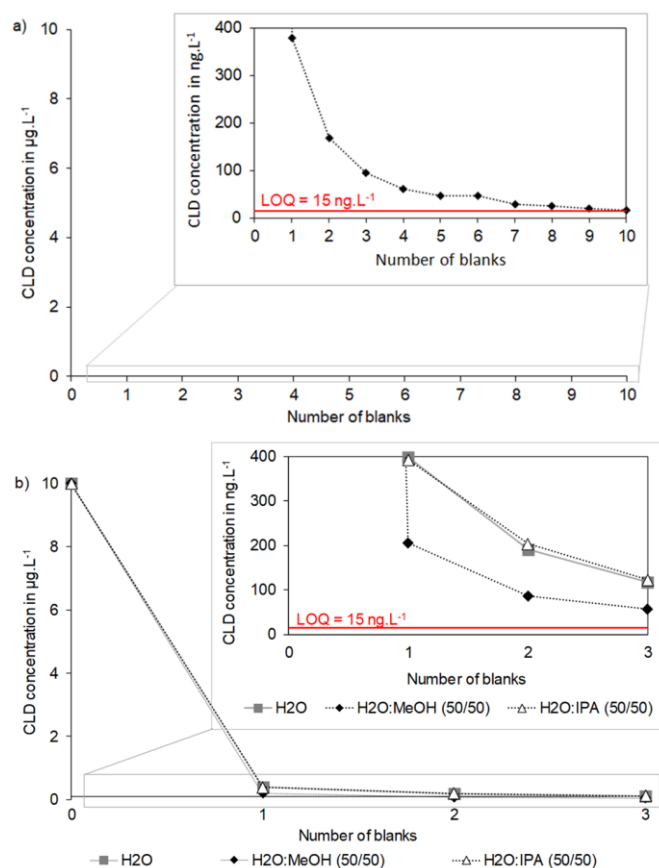 a)
CLD concentration in µg.L-1
10
8
6
4
2
0
0 1 2 3 4 5 6 7 8 9 10
Number of blanks
CLD concentration in ng.L-1
400
300
200
100
0
LOQ = 15 ng.L-1
0 1 2 3 4 5 6 7 8 9 10
Number of blanks
b)
CLD concentration in µg.L-1
10
8
6
4
2
0
0 1 2 3
Number of blanks
H2O H2O:MeOH (50/50) H2O:IPA (50/50)
CLD concentration in ng.L-1
400
300
200
100
0
LOQ = 15 ng.L-1
0 1 2 3
Number of blanks
H2O H2O:MeOH (50/50) H2O:IPA (50/50)